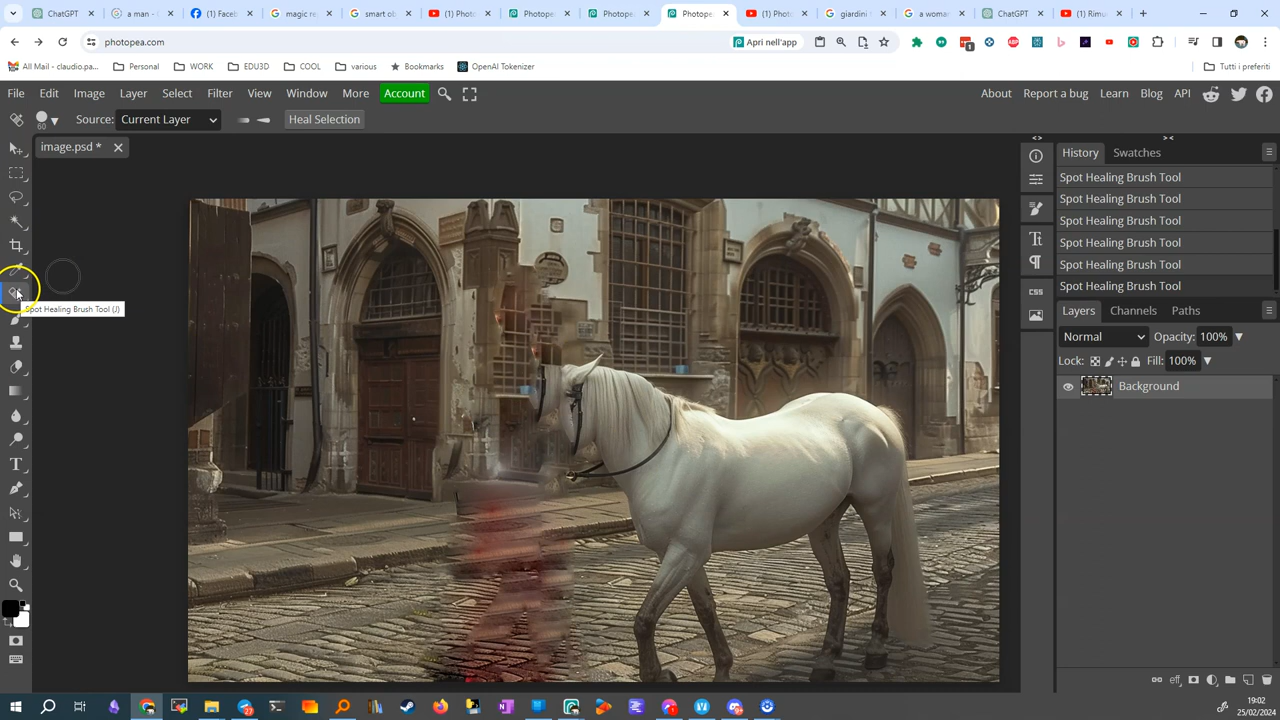 ChatGPT
a man - C
(1) Faceb
magic re
smart ob
(1) Phot
Photope
Photope
Photope
(1) Phot
giardini f
a woma
ChatGPT
(1) Rimu
photopea.com
Apri nell'app
All Mail - claudio.pa...
Personal
WORK
EDU3D
COOL
various
Bookmarks
OpenAI Tokenizer
Tutti i preferiti
File Edit Image Layer Select Filter View Window More Account
About Report a bug Learn Blog API
60
Source: Current Layer
Heal Selection
image.psd *
Spot Healing Brush Tool (J)
History Swatches
Spot Healing Brush Tool
Spot Healing Brush Tool
Spot Healing Brush Tool
Spot Healing Brush Tool
Spot Healing Brush Tool
Spot Healing Brush Tool
Layers Channels Paths
Normal Opacity: 100%
Lock: Fill: 100%
Background
CSS
eff
19:02
25/02/2024